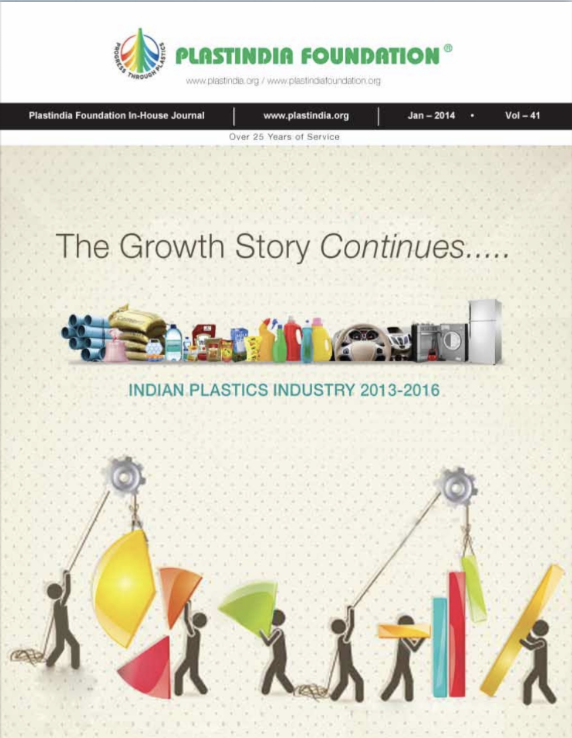 PROGRESS THROUGH PLASTICS
PLASTINDIA FOUNDATION ®
www.plastindia.org / www.plastindiafoundation.org
Plastindia Foundation In-House Journal | www.plastindia.org | Jan – 2014 • Vol – 41
Over 25 Years of Service
The Growth Story Continues.....
INDIAN PLASTICS INDUSTRY 2013-2016